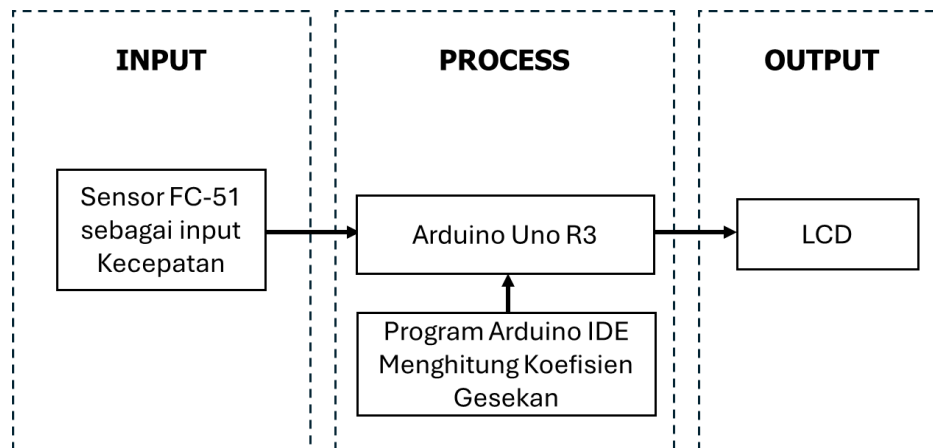 INPUT
PROCESS
OUTPUT
Sensor FC-51
sebagai input
Kecepatan
Arduino Uno R3
LCD
Program Arduino IDE
Menghitung Koefisien
Gesekan